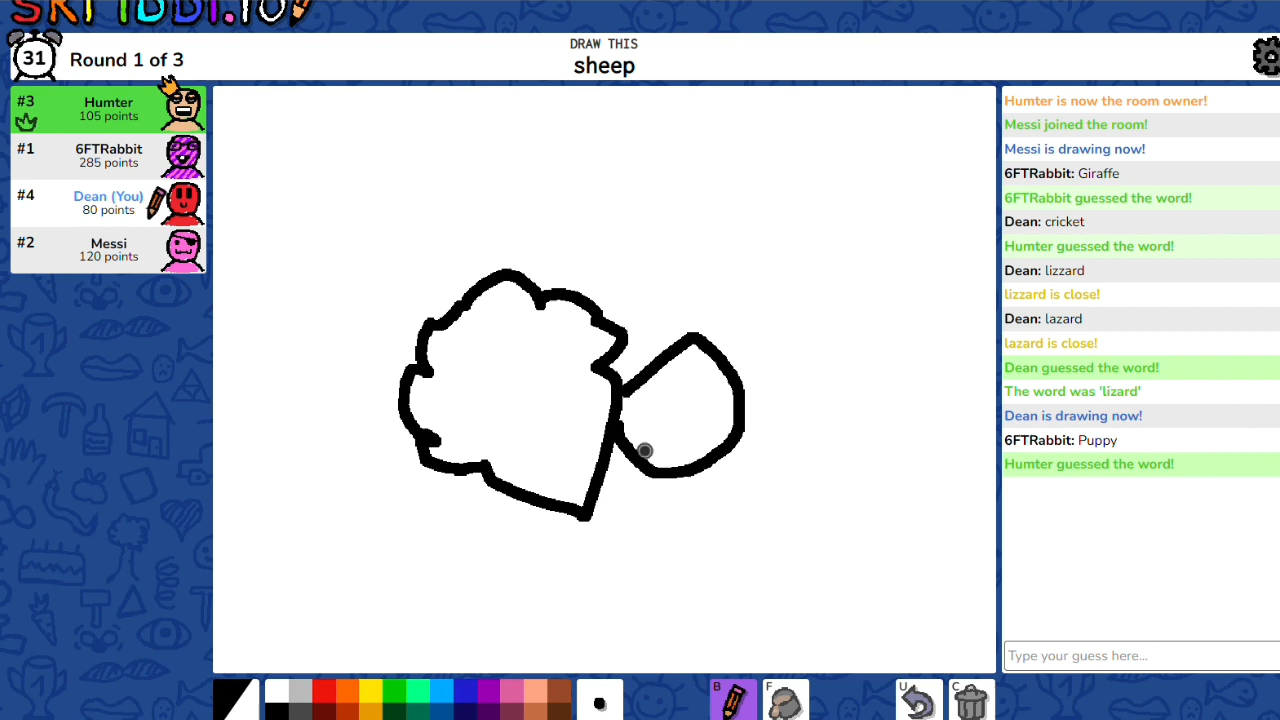 SKRIBBL.IO
31
Round 1 of 3
DRAW THIS
sheep
#3
Humter
105 points
#1
6FTRabbit
285 points
#4
Dean (You)
80 points
#2
Messi
120 points
Humter is now the room owner!
Messi joined the room!
Messi is drawing now!
6FTRabbit: Giraffe
6FTRabbit guessed the word!
Dean: cricket
Humter guessed the word!
Dean: lizzard
lizzard is close!
Dean: lazard
lazard is close!
Dean guessed the word!
The word was 'lizard'
Dean is drawing now!
6FTRabbit: Puppy
Humter guessed the word!
Type your guess here...
B
F
U
C